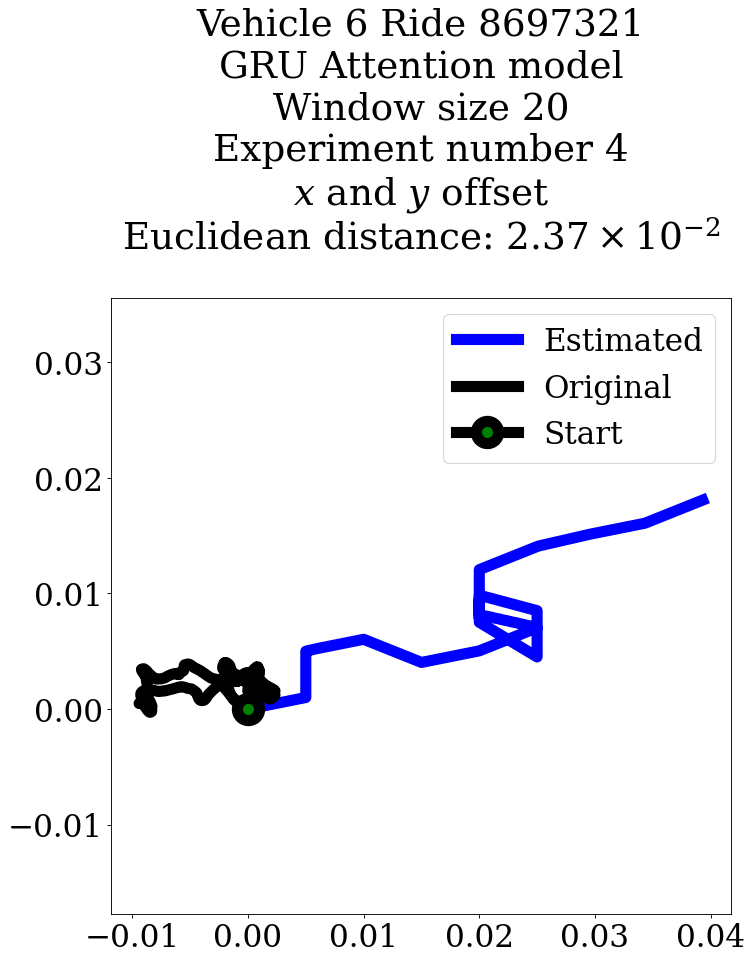 Vehicle 6 Ride 8697321
GRU Attention model
Window size 20
Experiment number 4
x and y offset
Euclidean distance: 2.37 × 10⁻²
Estimated
Original
Start
0.03
0.02
0.01
0.00
−0.01
−0.01 0.00 0.01 0.02 0.03 0.04